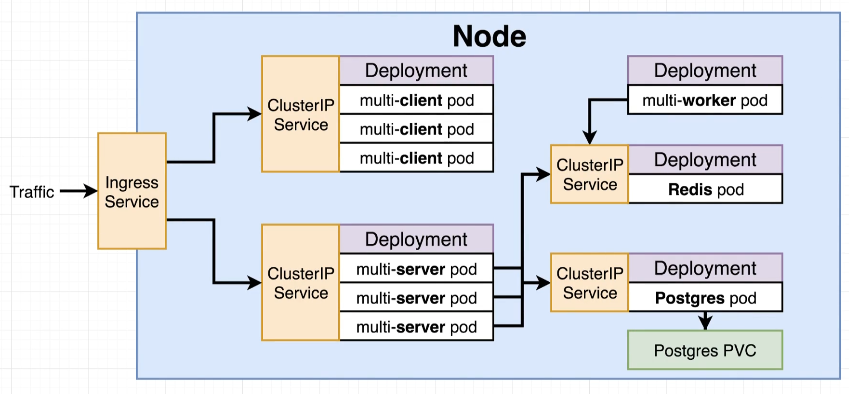 Node
Traffic
Ingress
Service
ClusterIP
Service
Deployment
multi-client pod
multi-client pod
multi-client pod
ClusterIP
Service
Deployment
multi-server pod
multi-server pod
multi-server pod
Deployment
multi-worker pod
ClusterIP
Service
Deployment
Redis pod
ClusterIP
Service
Deployment
Postgres pod
Postgres PVC